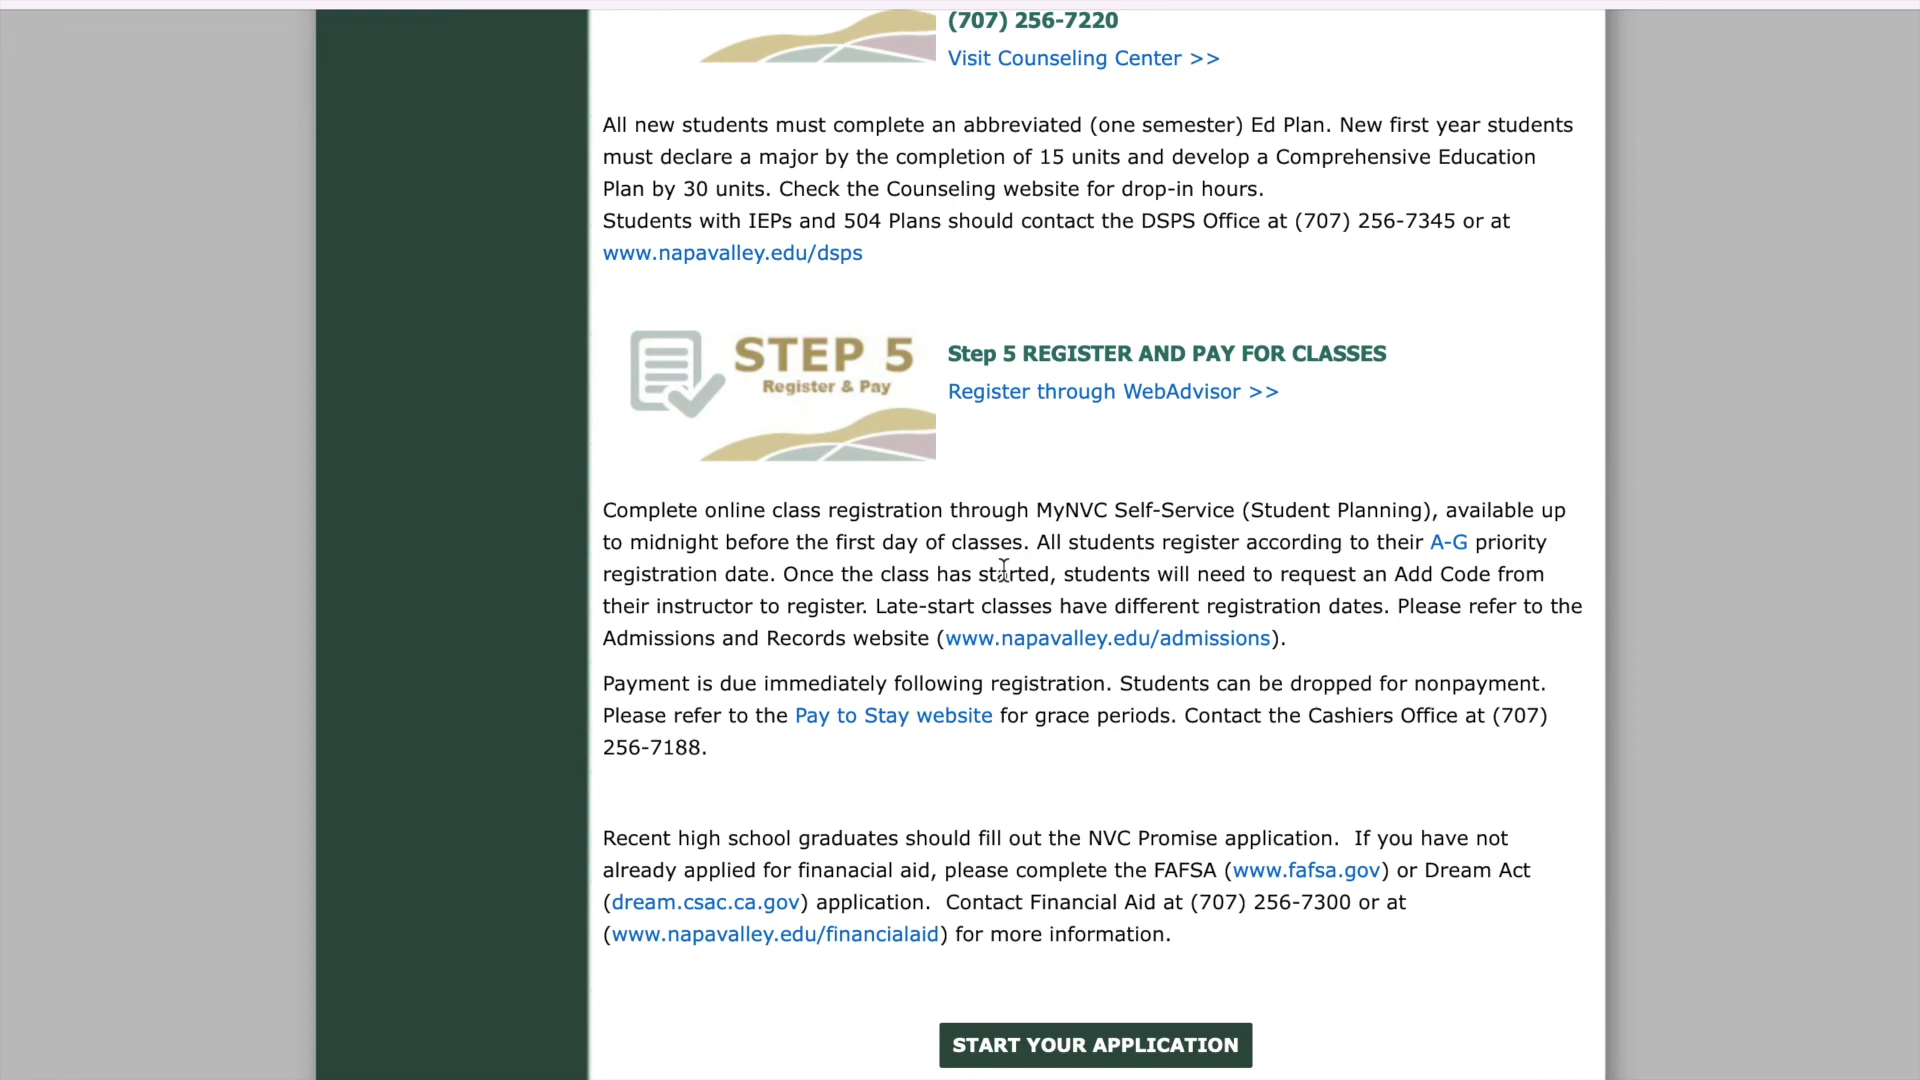 (707) 256-7220
Visit Counseling Center >>
All new students must complete an abbreviated (one semester) Ed Plan. New first year students
must declare a major by the completion of 15 units and develop a Comprehensive Education
Plan by 30 units. Check the Counseling website for drop-in hours.
Students with IEPs and 504 Plans should contact the DSPS Office at (707) 256-7345 or at
www.napavalley.edu/dsps
STEP 5
Register & Pay
Step 5 REGISTER AND PAY FOR CLASSES
Register through WebAdvisor >>
Complete online class registration through MyNVC Self-Service (Student Planning), available up
to midnight before the first day of classes. All students register according to their A-G priority
registration date. Once the class has started, students will need to request an Add Code from
their instructor to register. Late-start classes have different registration dates. Please refer to the
Admissions and Records website (www.napavalley.edu/admissions).
Payment is due immediately following registration. Students can be dropped for nonpayment.
Please refer to the Pay to Stay website for grace periods. Contact the Cashiers Office at (707)
256-7188.
Recent high school graduates should fill out the NVC Promise application.  If you have not
already applied for finanacial aid, please complete the FAFSA (www.fafsa.gov) or Dream Act
(dream.csac.ca.gov) application.  Contact Financial Aid at (707) 256-7300 or at
(www.napavalley.edu/financialaid) for more information.
START YOUR APPLICATION